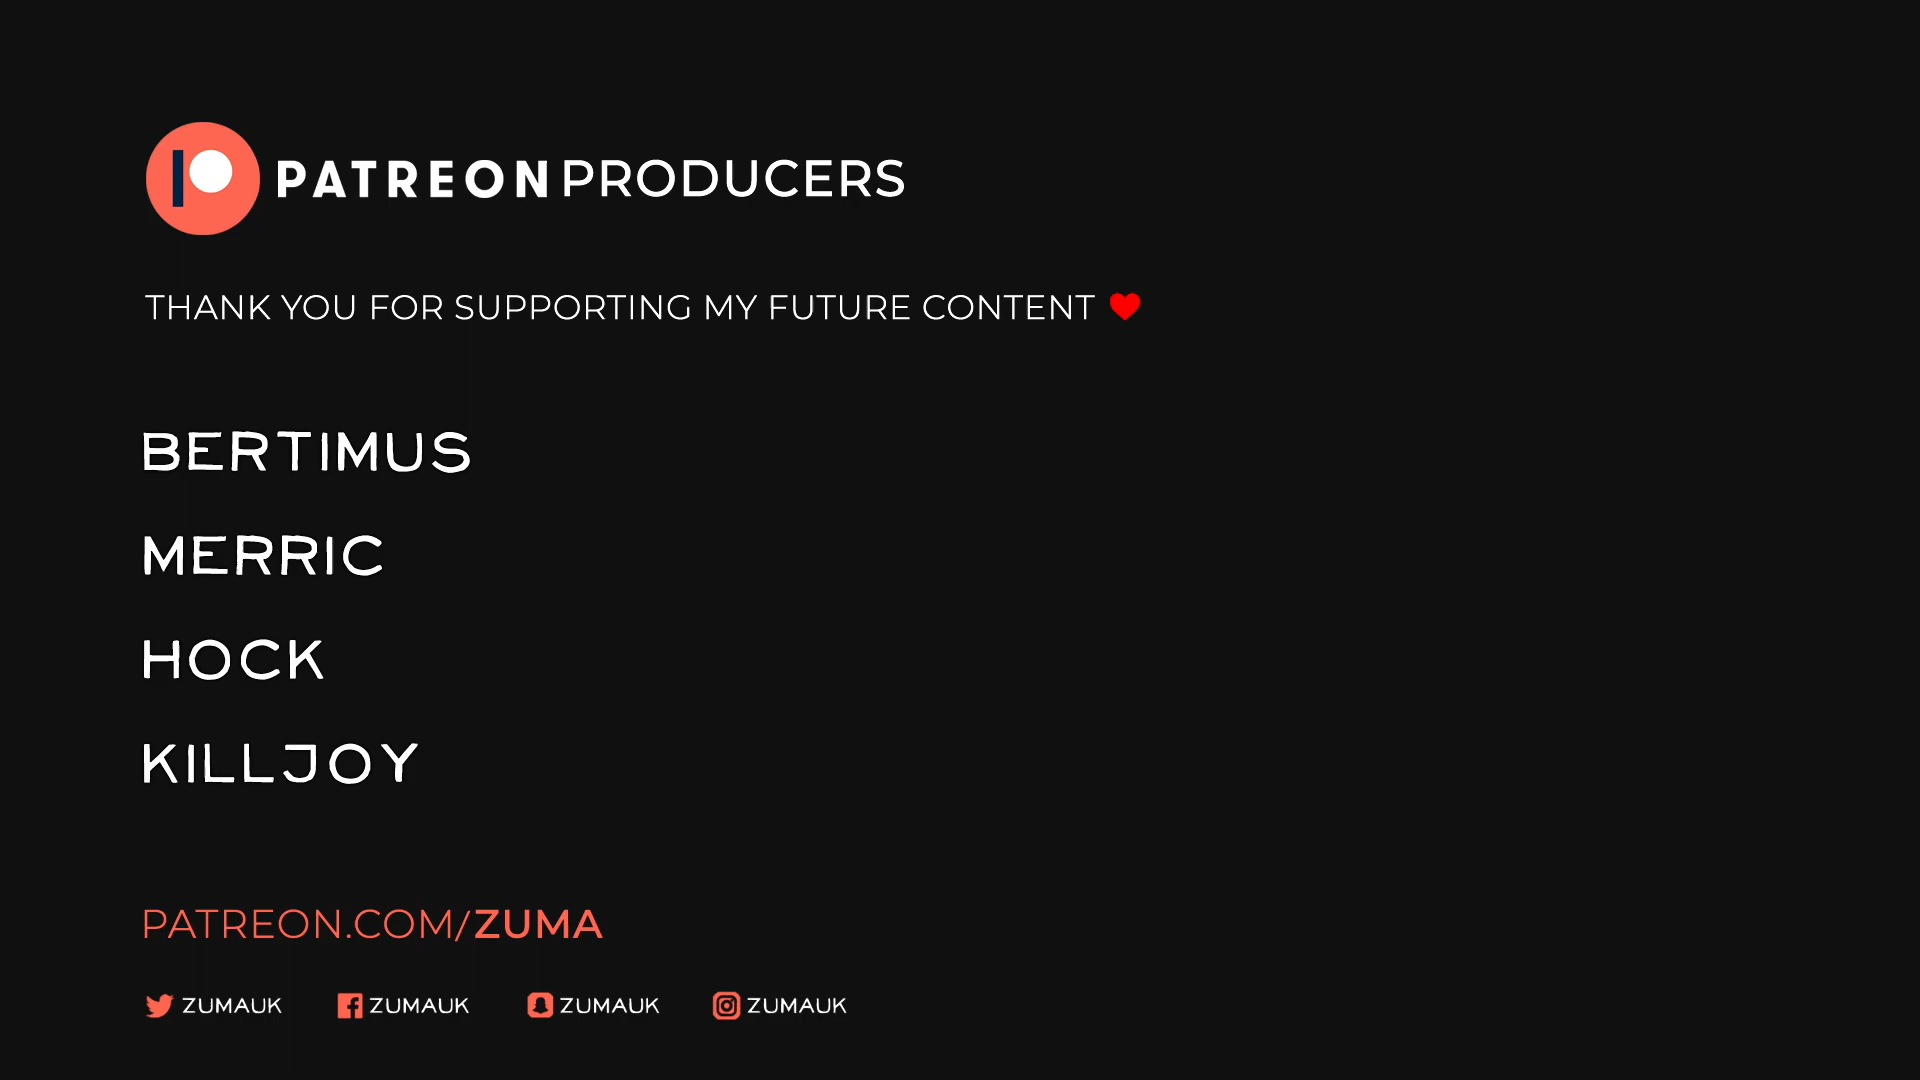 PATREON PRODUCERS
THANK YOU FOR SUPPORTING MY FUTURE CONTENT
BERTIMUS
MERRIC
HOCK
KILLJOY
PATREON.COM/ZUMA
ZUMAUK ZUMAUK ZUMAUK ZUMAUK